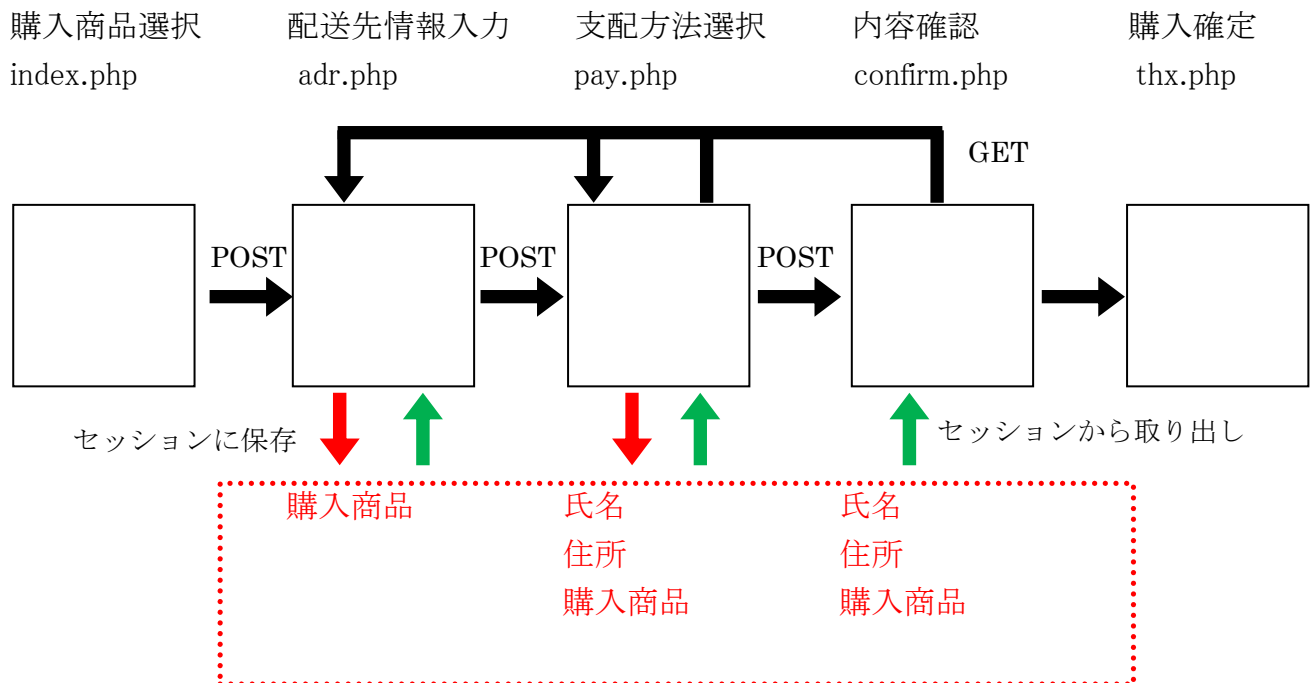 購入商品選択 配送先情報入力 支配方法選択 内容確認 購入確定
index.php adr.php pay.php confirm.php thx.php
GET
POST POST POST
セッションに保存 セッションから取り出し
購入商品 氏名 氏名
住所 住所
購入商品 購入商品